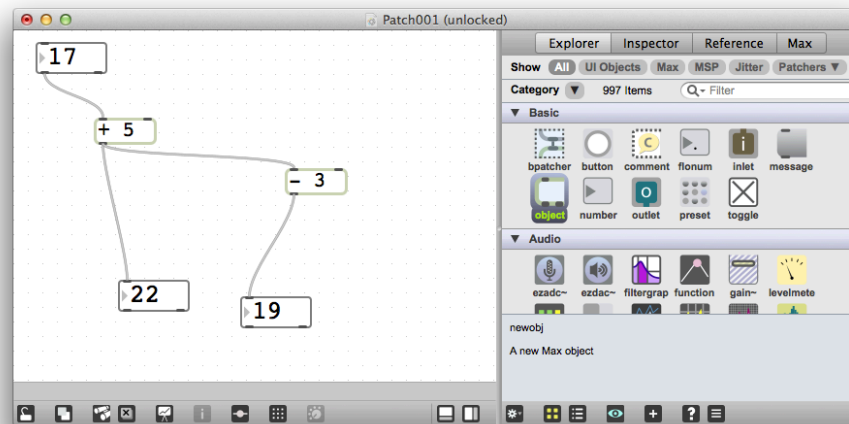 Patch001 (unlocked)
17
+ 5
- 3
22
19
Explorer Inspector Reference Max
Show All UI Objects Max MSP Jitter Patchers ▼
Category ▼ 997 Items Filter
▼ Basic
bpatcher button comment flonum inlet message
object number outlet preset toggle
▼ Audio
ezadc~ ezdac~ filtergrap function gain~ levelmete
newobj
A new Max object